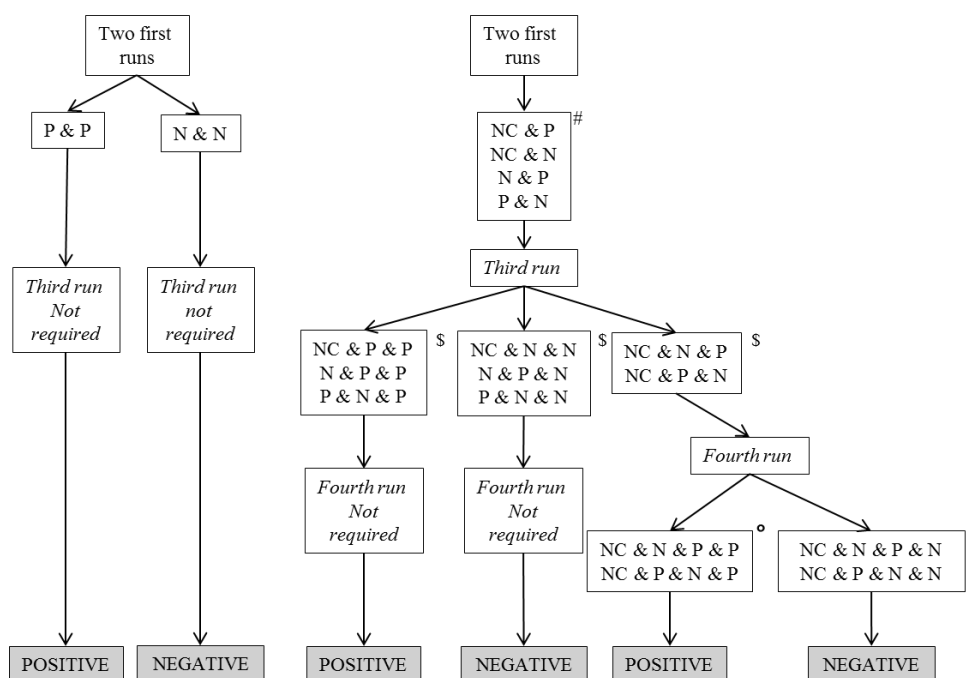 Two first
runs
P & P
N & N
Third run
Not
required
Third run
not
required
POSITIVE
NEGATIVE
Two first
runs
NC & P
NC & N
N & P
P & N
#
Third run
NC & P & P
N & P & P
P & N & P
$
NC & N & N
N & P & N
P & N & N
$
NC & N & P
NC & P & N
$
Fourth run
Not
required
Fourth run
Not
required
Fourth run
NC & N & P & P
NC & P & N & P
°
NC & N & P & N
NC & P & N & N
POSITIVE
NEGATIVE
POSITIVE
NEGATIVE